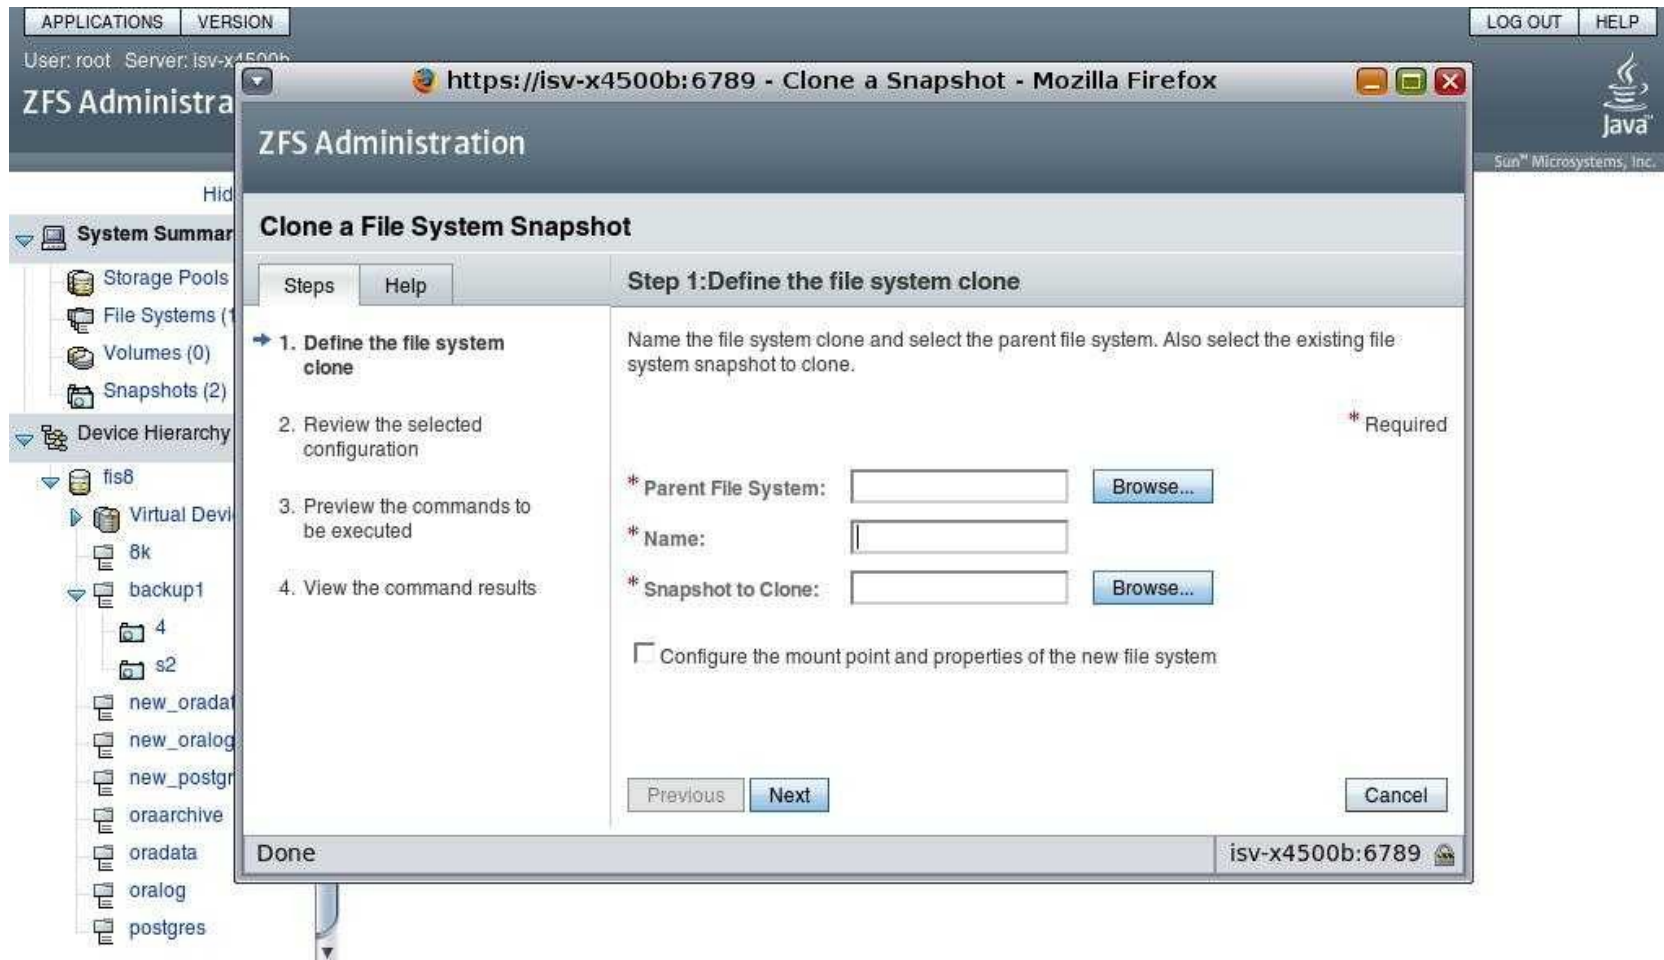 APPLICATIONS VERSION
LOG OUT HELP
User: root Server: isv-x4500b
ZFS Administra
Java
Sun™ Microsystems, Inc.
https://isv-x4500b:6789 - Clone a Snapshot - Mozilla Firefox
ZFS Administration
Clone a File System Snapshot
Hid
System Summar
Storage Pools
File Systems (1
Volumes (0)
Snapshots (2)
Device Hierarchy
fis8
Virtual Devi
8k
backup1
4
s2
new_oradat
new_oralog
new_postgr
oraarchive
oradata
oralog
postgres
Steps Help
1. Define the file system
clone
2. Review the selected
configuration
3. Preview the commands to
be executed
4. View the command results
Step 1:Define the file system clone
Name the file system clone and select the parent file system. Also select the existing file
system snapshot to clone.
* Required
* Parent File System: Browse...
* Name:
* Snapshot to Clone: Browse...
Configure the mount point and properties of the new file system
Previous Next Cancel
Done isv-x4500b:6789